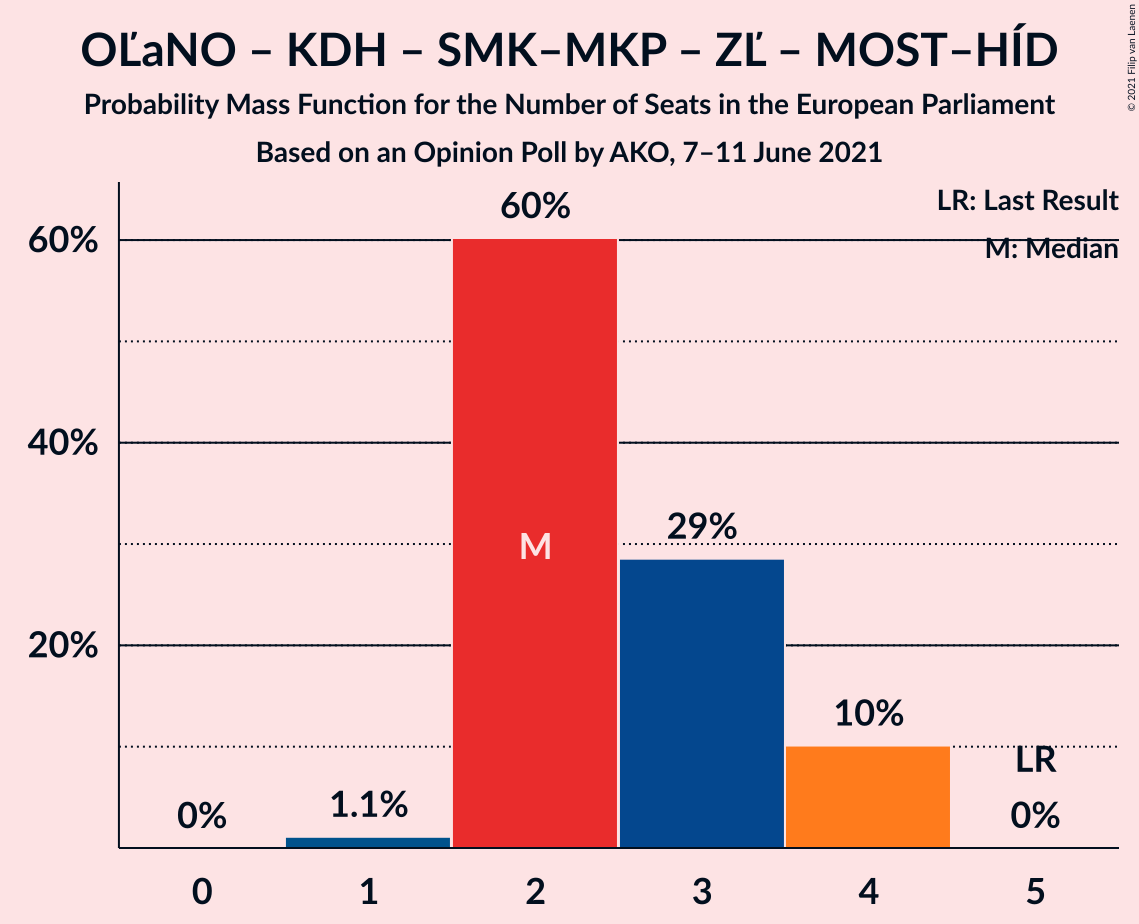 OĽaNO – KDH – SMK–MKP – ZĽ – MOST–HÍD
Probability Mass Function for the Number of Seats in the European Parliament
Based on an Opinion Poll by AKO, 7–11 June 2021
© 2021 Filip van Laenen
LR: Last Result
M: Median
60%
40%
20%
0%
1.1%
60%
M
29%
10%
LR
0%
0
1
2
3
4
5